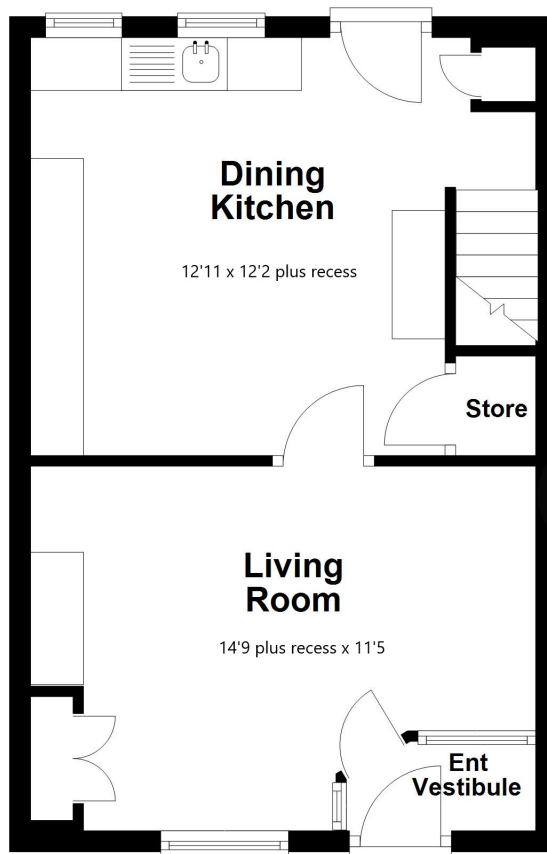 Dining
Kitchen
12'11 x 12'2 plus recess
Store
Living
Room
14'9 plus recess x 11'5
Ent
Vestibule